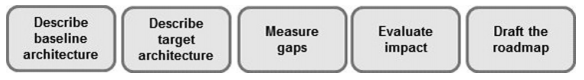 Describe
baseline
architecture
Describe
target
architecture
Measure
gaps
Evaluate
impact
Draft the
roadmap